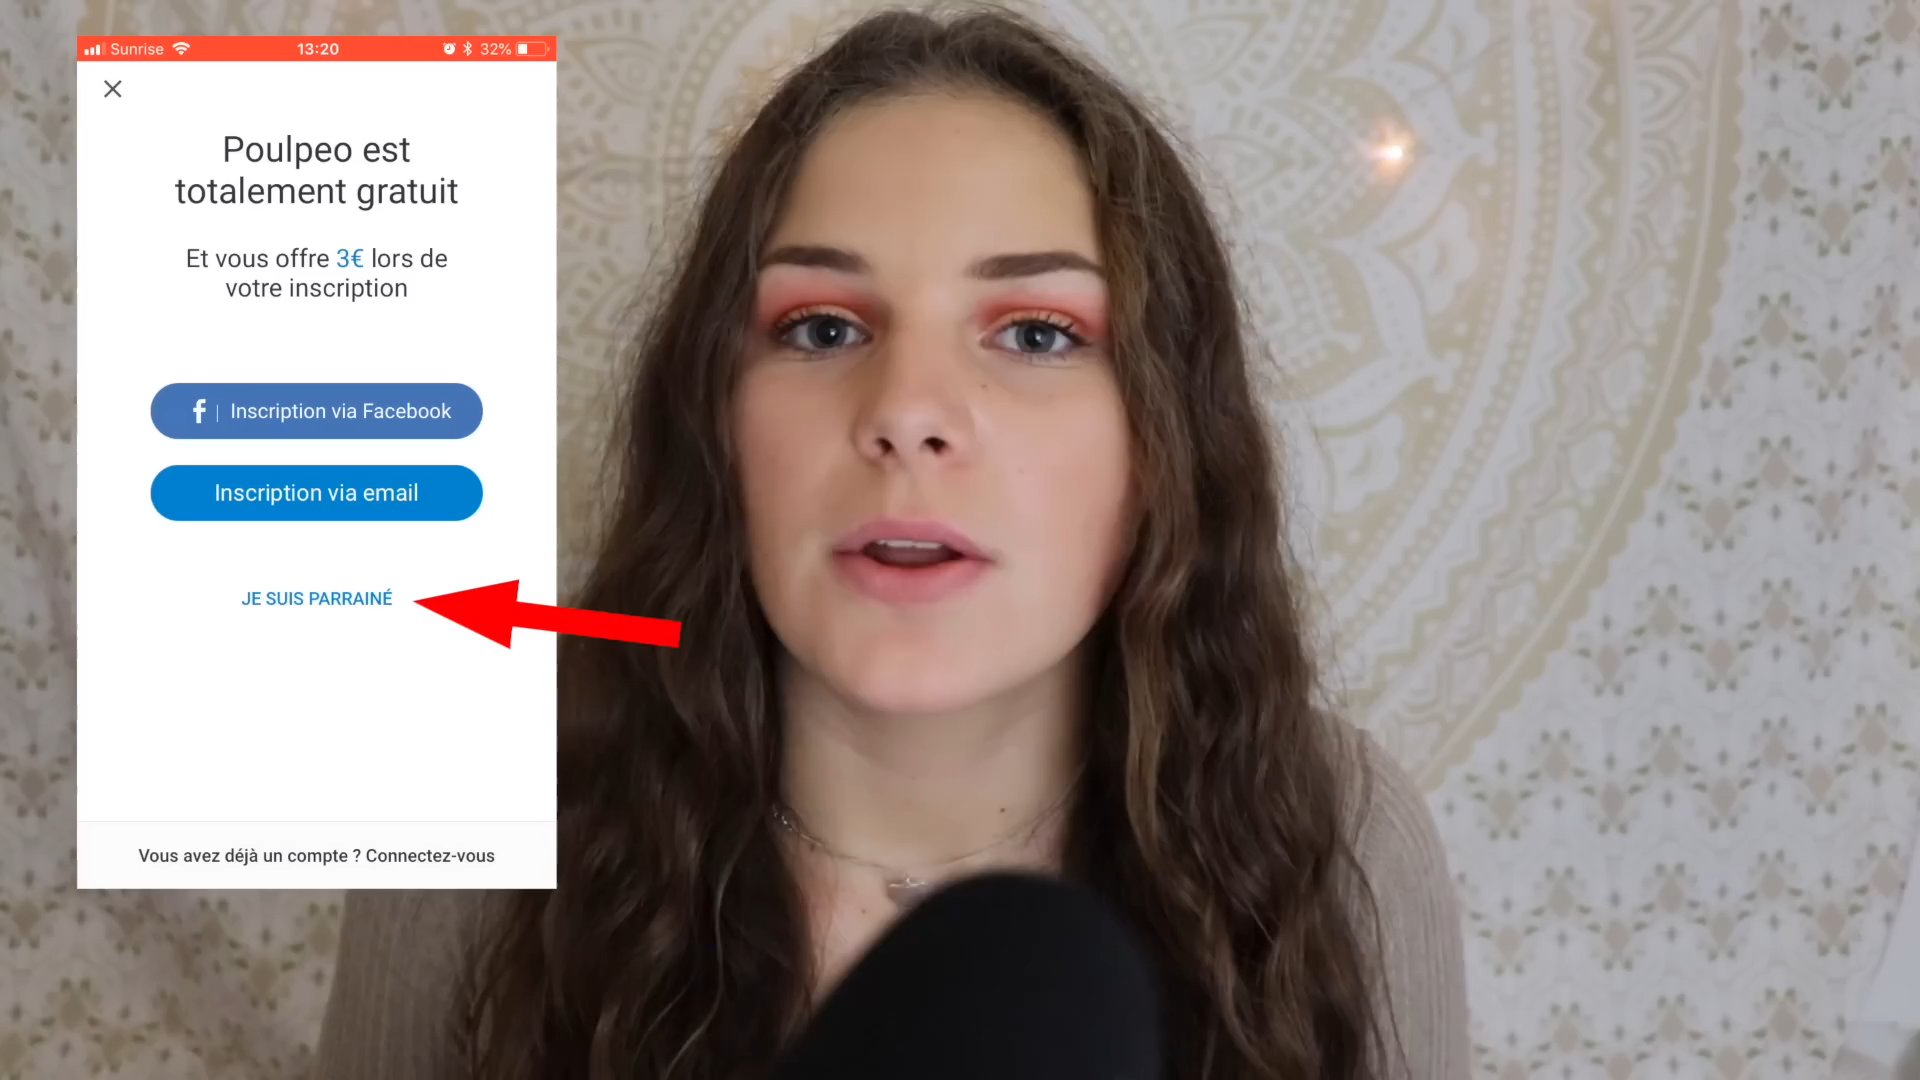 Sunrise 13:20 32%
Poulpeo est
totalement gratuit
Et vous offre 3€ lors de
votre inscription
f | Inscription via Facebook
Inscription via email
JE SUIS PARRAINÉ
Vous avez déjà un compte ? Connectez-vous